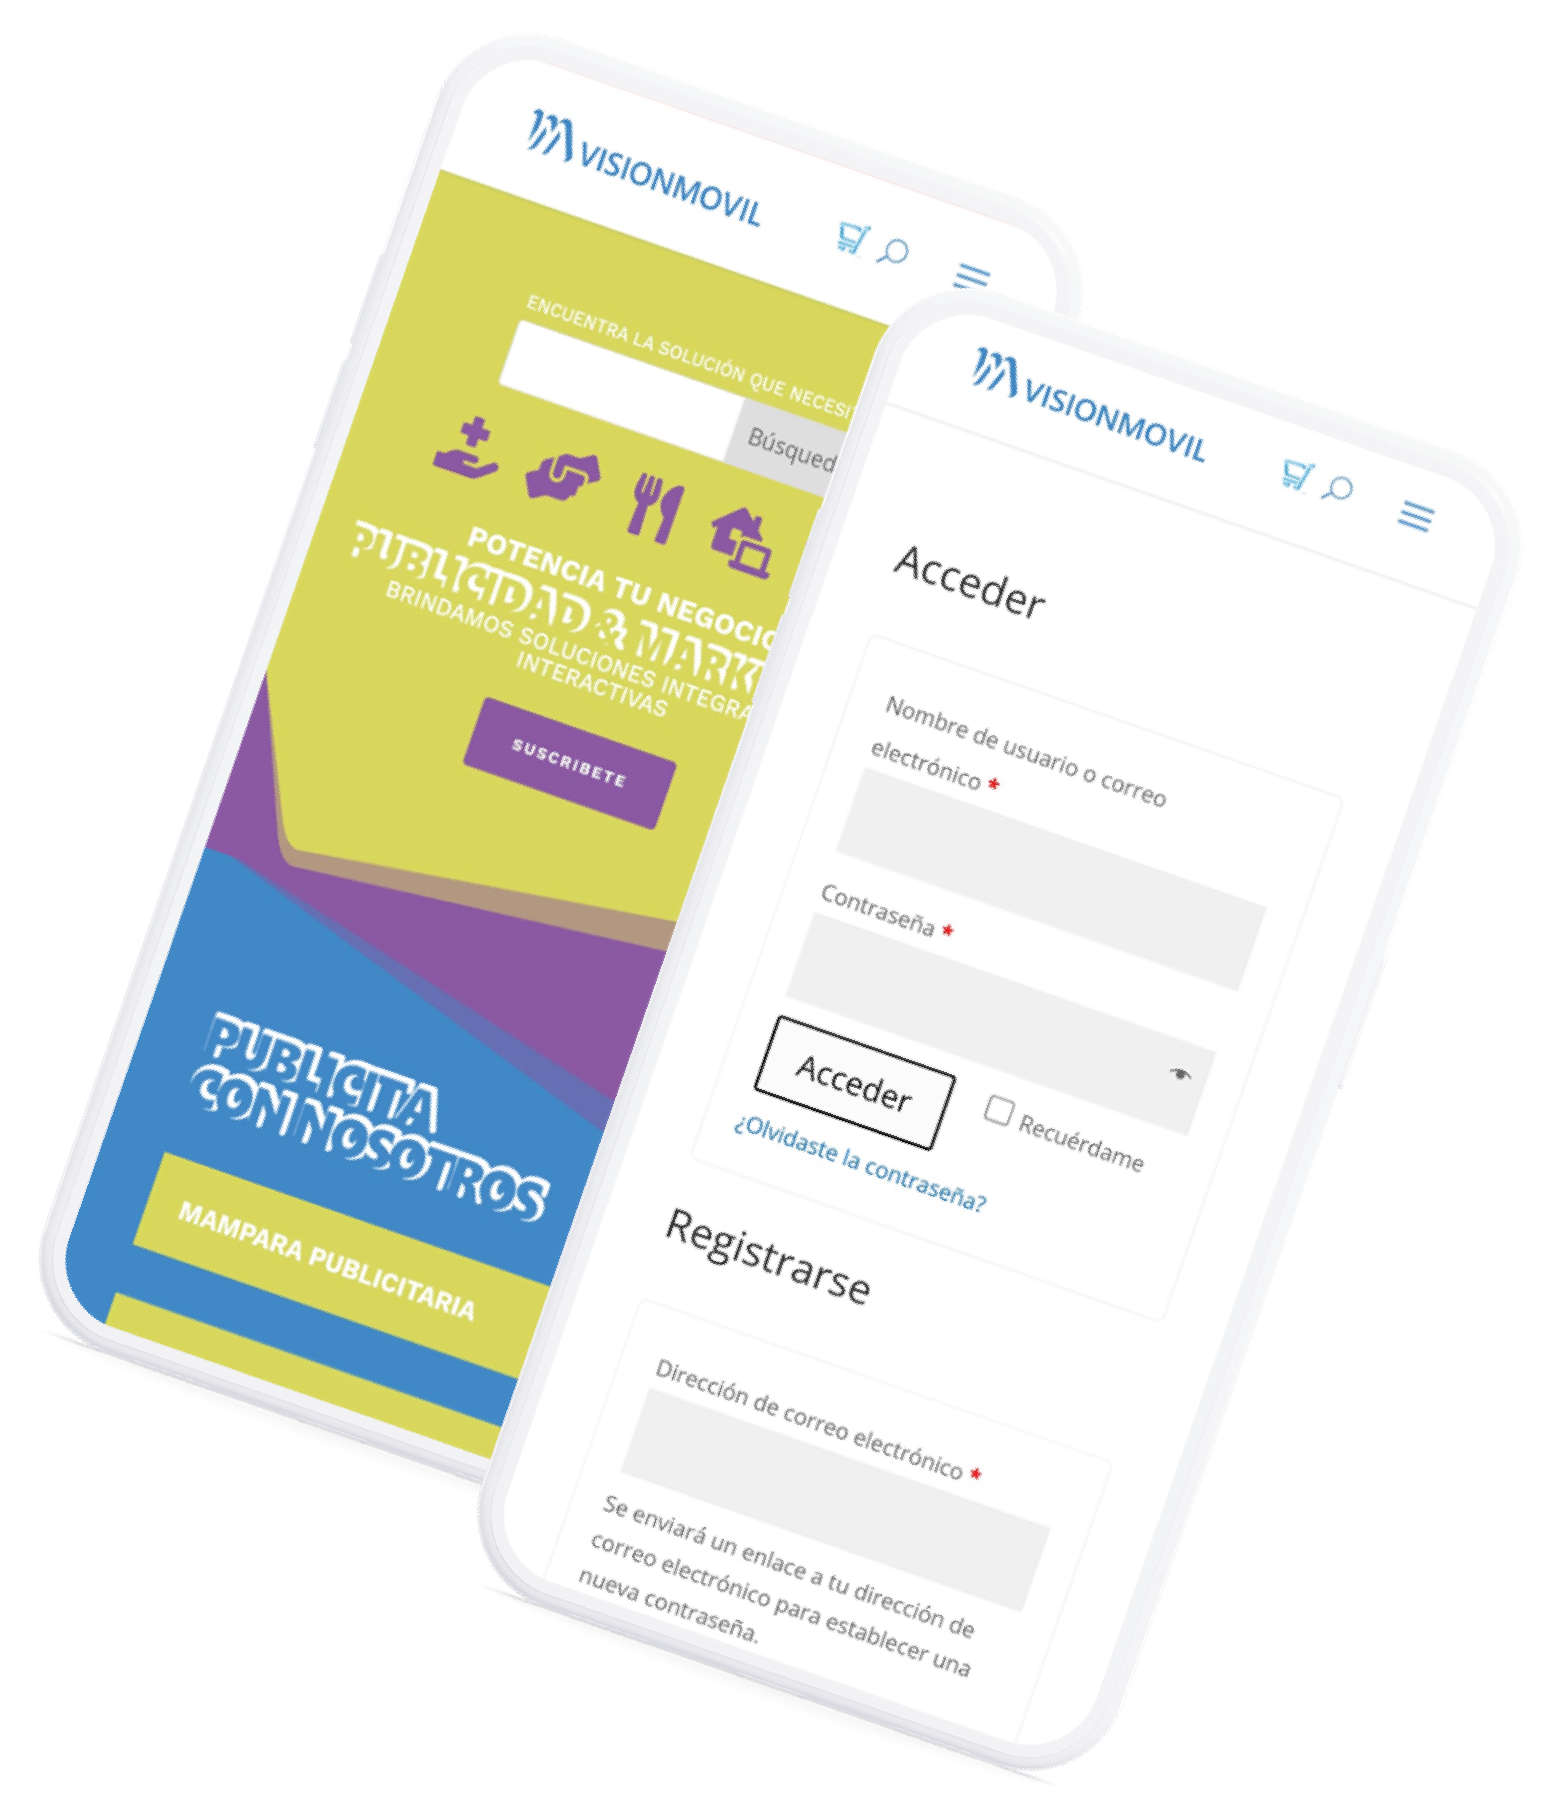 VISIONMOVIL
ENCUENTRA LA SOLUCIÓN QUE NECESI
Búsqued
POTENCIA TU NEGOCIO
PUBLICIDAD & MARK
BRINDAMOS SOLUCIONES INTEGRA
INTERACTIVAS
SUSCRIBETE
PUBLICITA
CON NOSOTROS
MAMPARA PUBLICITARIA
VISIONMOVIL
Acceder
Nombre de usuario o correo
electrónico *
Contraseña *
Acceder
Recuérdame
¿Olvidaste la contraseña?
Registrarse
Dirección de correo electrónico *
Se enviará un enlace a tu dirección de
correo electrónico para establecer una
nueva contraseña.